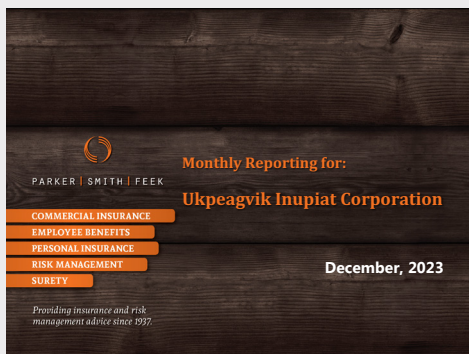 PARKER | SMITH | FEEK
COMMERCIAL INSURANCE
EMPLOYEE BENEFITS
PERSONAL INSURANCE
RISK MANAGEMENT
SURETY
Providing insurance and risk
management advice since 1937.
Monthly Reporting for:
Ukpeagvik Inupiat Corporation
December, 2023